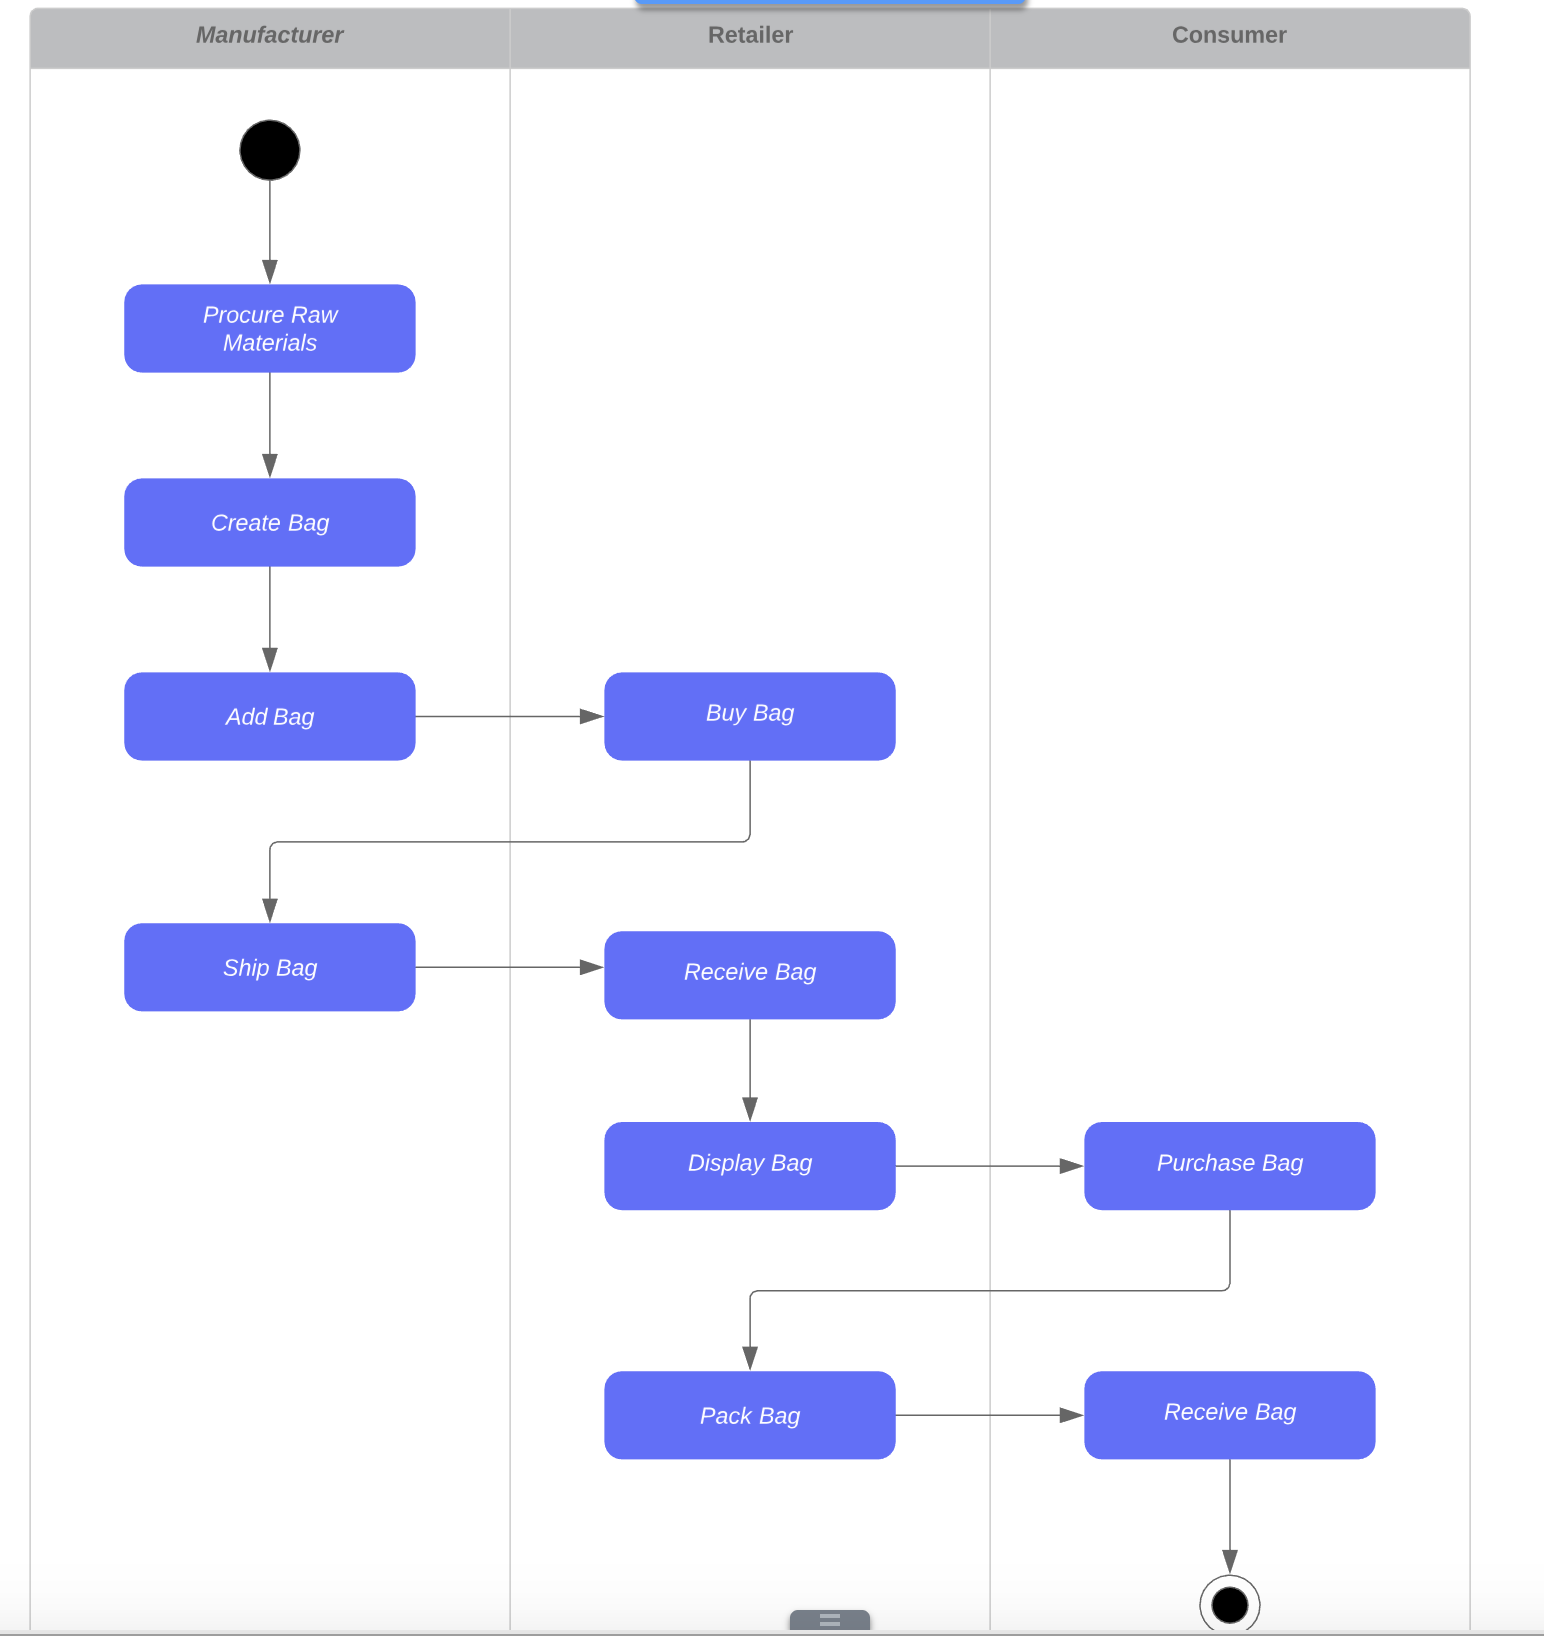 Manufacturer
Retailer
Consumer
Procure Raw
Materials
Create Bag
Add Bag
Buy Bag
Ship Bag
Receive Bag
Display Bag
Purchase Bag
Pack Bag
Receive Bag